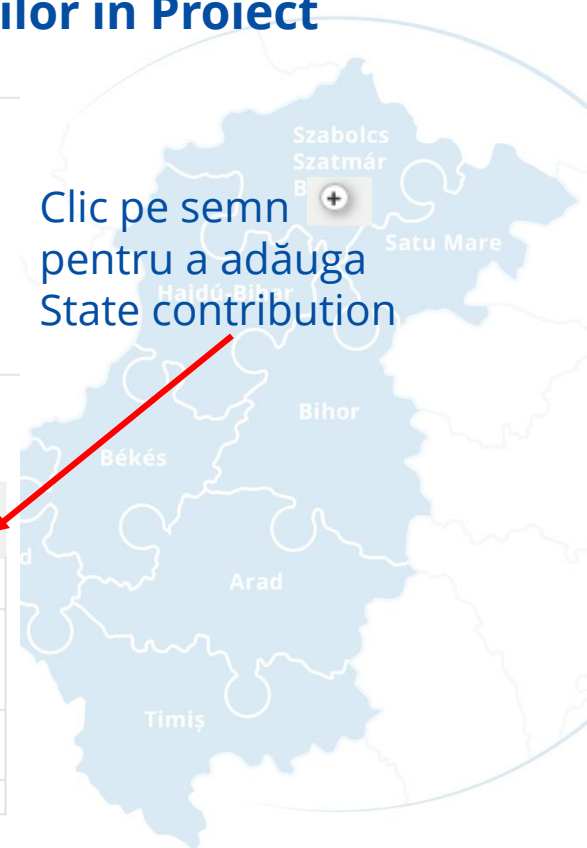 ilor în Proiect
Szabolcs
Szatmár
B
Clic pe semn
pentru a adăuga
Satu Mare
Hajdú-Bihar
State contribution
Bihor
Békés
d
Arad
Timiș